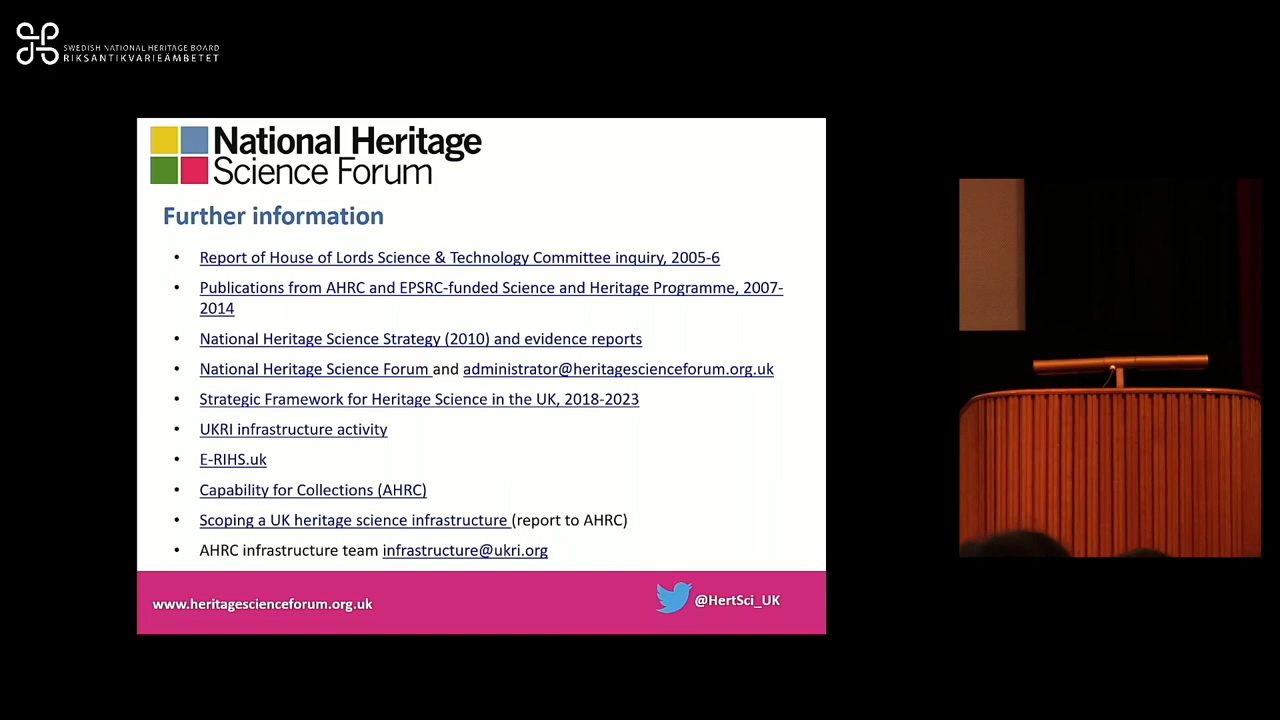 SWEDISH NATIONAL HERITAGE BOARD
RIKSANTIKVARIEÄMBETET
National Heritage
Science Forum
Further information
• Report of House of Lords Science & Technology Committee inquiry, 2005-6
• Publications from AHRC and EPSRC-funded Science and Heritage Programme, 2007-
2014
• National Heritage Science Strategy (2010) and evidence reports
• National Heritage Science Forum and administrator@heritagescienceforum.org.uk
• Strategic Framework for Heritage Science in the UK, 2018-2023
• UKRI infrastructure activity
• E-RIHS.uk
• Capability for Collections (AHRC)
• Scoping a UK heritage science infrastructure (report to AHRC)
• AHRC infrastructure team infrastructure@ukri.org
www.heritagescienceforum.org.uk
@HertSci_UK